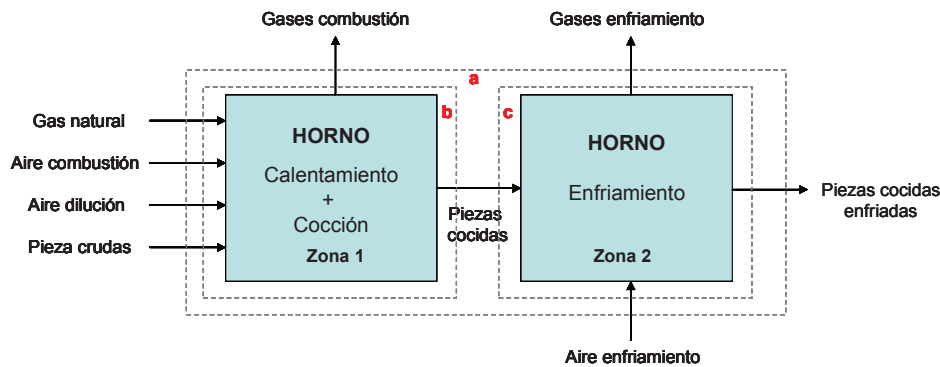 Gases combustión
Gases enfriamiento
a
b
c
Gas natural
Aire combustión
Aire dilución
Pieza crudas
HORNO
Calentamiento
+
Cocción
Zona 1
Piezas
cocidas
HORNO
Enfriamiento
Zona 2
Piezas cocidas
enfriadas
Aire enfriamiento